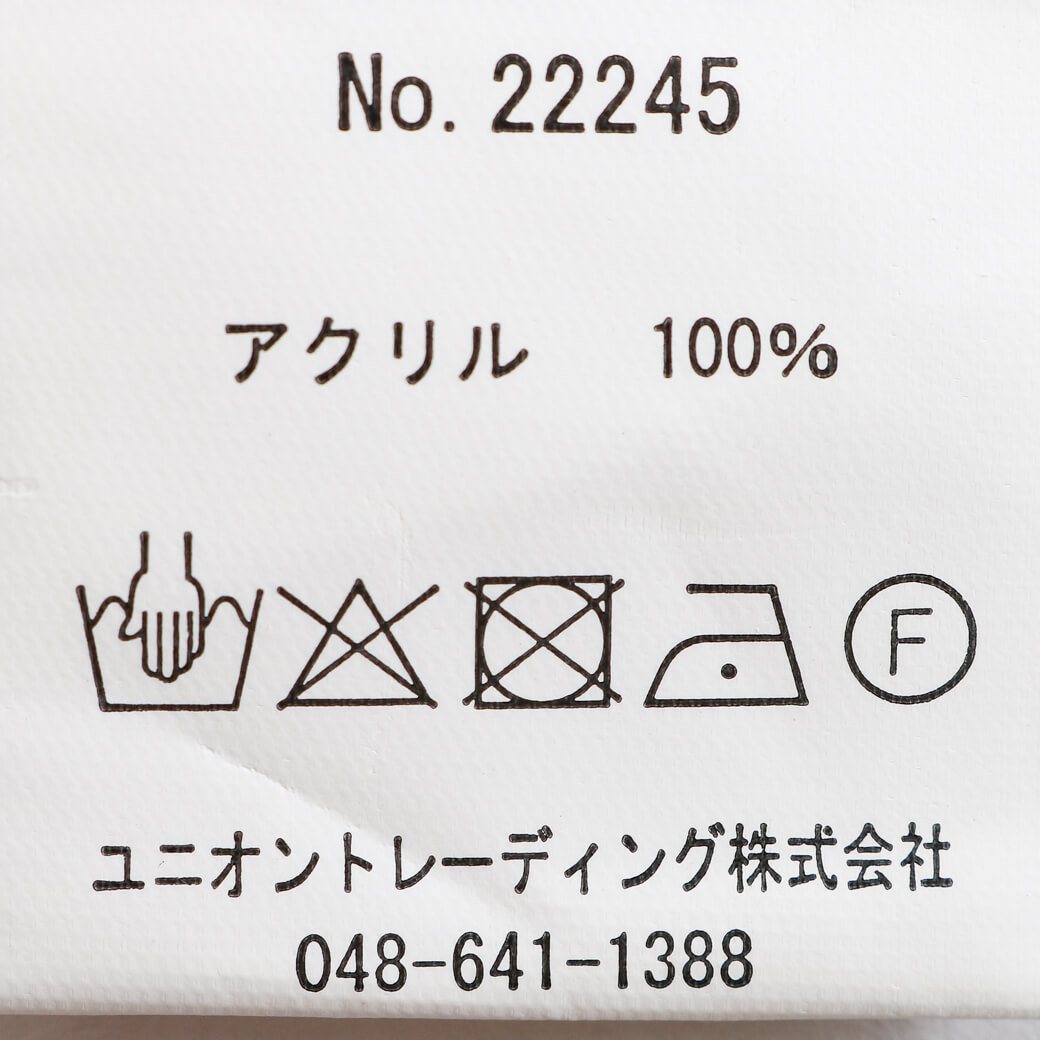 No. 22245
アクリル 100%
F
ユニオントレーディング株式会社
048-641-1388